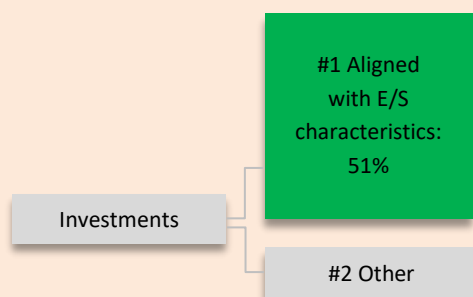 #1 Aligned
with E/S
characteristics:
51%
Investments
#2 Other